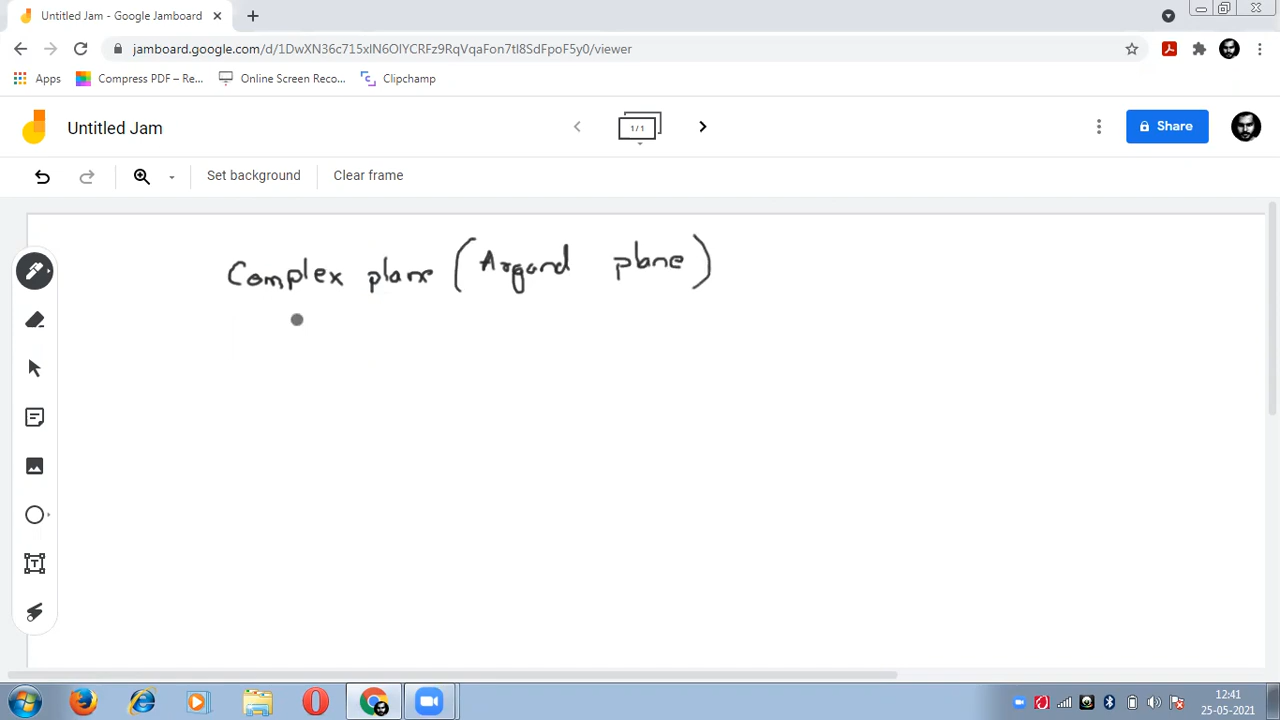 Untitled Jam - Google Jamboard
jamboard.google.com/d/1DwXN36c715xIN6OIYCRFz9RqVqaFon7tI8SdFpoF5y0/viewer
Apps Compress PDF – Re... Online Screen Reco... Clipchamp
Untitled Jam 1 / 1 Share
Set background Clear frame
Complex plane (Argand plane)
12:41
25-05-2021